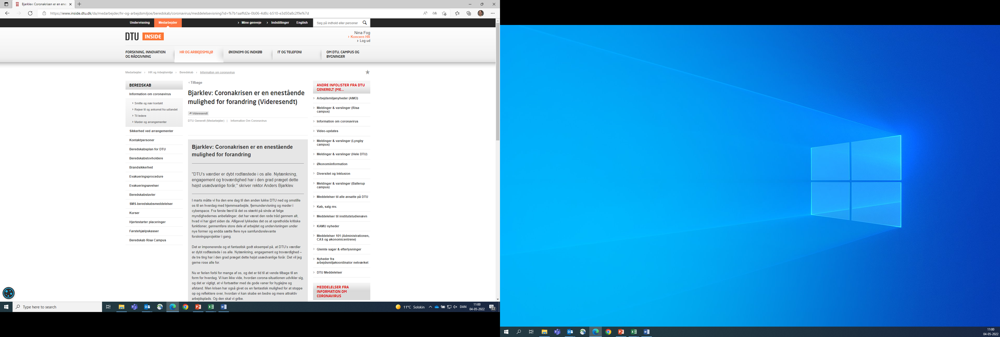 Bjarklev: Coronakrisen er en ene
https://www.inside.dtu.dk/da/medarbejder/hr-og-arbejdsmiljoe/beredskab/coronavirus/meddelelsevisning?id=%7b1aaffd2e-0b06-4d8c-b510-e3d50a8c2f9e%7d
Undervisning
Medarbejder
Mine genveje
Indstillinger
English
Søg på indhold eller personer
DTU INSIDE
Nina Fog
Koncern HR
Log ud
FORSKNING, INNOVATION
OG RÅDGIVNING
HR OG ARBEJDSMILJØ
ØKONOMI OG INDKØB
IT OG TELEFONI
OM DTU, CAMPUS OG
BYGNINGER
Medarbejder › HR og Arbejdsmiljø › Beredskab › Information om coronavirus
BEREDSKAB
Information om coronavirus
Smitte og nær kontakt
Rejser til og ankomst fra udlandet
Til ledere
Møder og arrangementer
Sikkerhed ved arrangementer
Kontaktpersoner
Beredskabsplan for DTU
Beredskabstovholdere
Brandsikkerhed
Evakueringsprocedure
Evakueringsøvelser
Beredskabstavler
SMS-beredskabsmeddelelser
Kurser
Hjertestarter placeringer
Førstehjælpskasser
Beredskab Risø Campus
‹ Tilbage
Bjarklev: Coronakrisen er en enestående
mulighed for forandring (Videresendt)
Videresendt
DTU Generelt (Medarbejder) | Information Om Coronavirus
Bjarklev: Coronakrisen er en enestående
mulighed for forandring
"DTU's værdier er dybt rodfæstede i os alle. Nytænkning,
engagement og troværdighed har i den grad præget dette
højst usædvanlige forår," skriver rektor Anders Bjarklev.
I marts måtte vi fra den ene dag til den anden lukke DTU ned og omstille
os til en hverdag med hjemmearbejde, fjernundervisning og møder i
cyberspace. Fra første færd lå det os stærkt på sinde at følge
myndighedernes anbefalinger; det har været den røde tråd gennem alt,
hvad vi har gjort siden da. Alligevel lykkedes det os at opretholde kritiske
funktioner, gennemføre store dele af arbejdet og undervisningen under
nye former og endda sætte flere nye samfundsrelevante
forskningsprojekter i gang.
Det er imponerende og et fantastisk godt eksempel på, at DTU's værdier
er dybt rodfæstede i os alle. Nytænkning, engagement og troværdighed –
de tre ting har i den grad præget dette højst usædvanlige forår. Det vil jeg
gerne rose alle for.
Nu er ferien forbi for mange af os, og det er tid til at vende tilbage til en
form for hverdag. Vi kan ikke vide, hvordan corona-situationen udvikler sig,
og det er vigtigt, at vi fortsætter med de gode vaner for hygiejne og
afstand. Men krisen har også givet os en fantastisk mulighed for at stoppe
op og reflektere over, hvordan vi kan skabe en bedre og mere attraktiv
arbejdsplads. Og den skal vi gribe.
ANDRE INFOLISTER FRA DTU
GENERELT (ME...
Arbejdsmiljønyheder (AMO)
Meldinger & varslinger (Risø
campus)
Information om coronavirus
Video-updates
Meldinger & varslinger (Lyngby
campus)
Meldinger & varslinger (Hele DTU)
Økonomiinformation
Diversitet og Inklusion
Meldinger & varslinger (Ballerup
campus)
Meddelelser til alle ansatte på DTU
Køb, salg mv.
Meddelelser til institutstudienævn
KAMU nyheder
Meddelelser 101 (Administrationen,
CAS og økonomicentrene)
Glemte sager & efterlysninger
Nyheder fra
arbejdsmiljøkoordinator netværket
DTU Meddelelser
MEDDELELSER FRA
INFORMATION OM
CORONAVIRUS
Type here to search
11°C Solskin
DAN
11:00
04-05-2022
22
11:00
04-05-2022